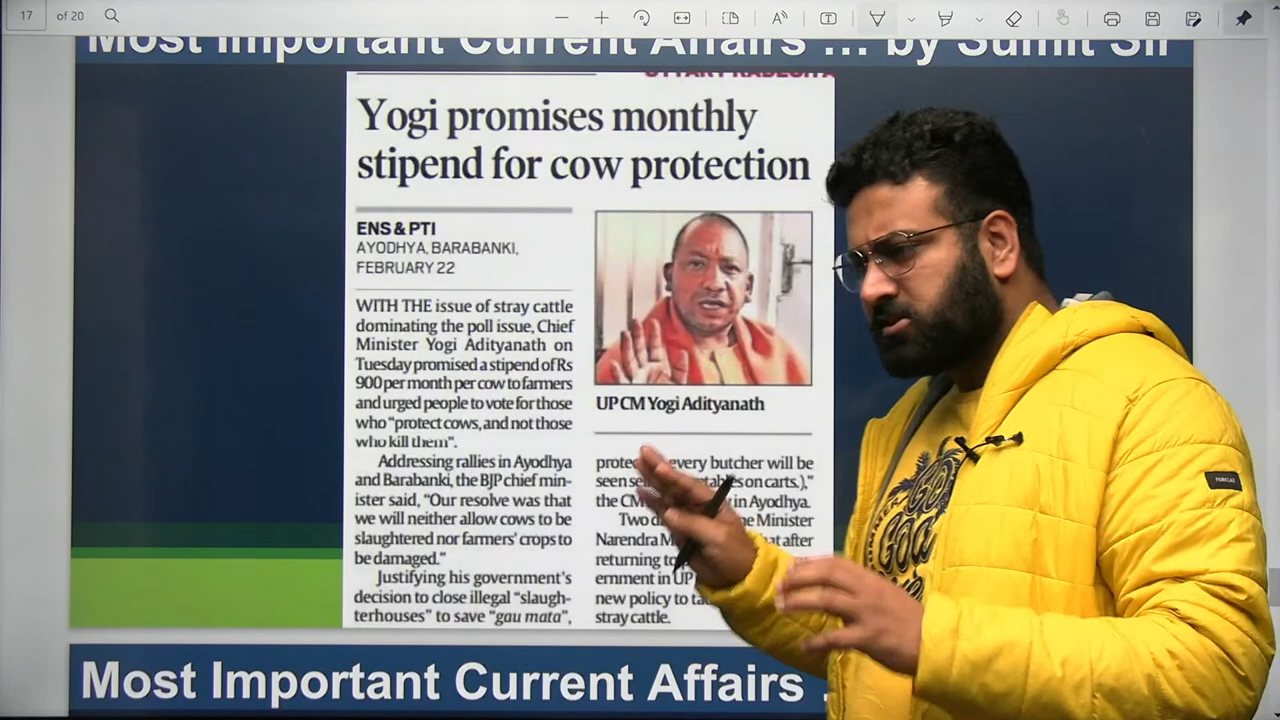 17 of 20
Most Important Current Affairs ... by Sumit Sir
UTTAR PRADESH
Yogi promises monthly
stipend for cow protection
ENS & PTI
AYODHYA, BARABANKI,
FEBRUARY 22
WITH THE issue of stray cattle
dominating the poll issue, Chief
Minister Yogi Adityanath on
Tuesday promised a stipend of Rs
900 per month per cow to farmers
and urged people to vote for those
who "protect cows, and not those
who kill them".
Addressing rallies in Ayodhya
and Barabanki, the BJP chief min-
ister said, "Our resolve was that
we will neither allow cows to be
slaughtered nor farmers' crops to
be damaged."
Justifying his government's
decision to close illegal "slaugh-
terhouses" to save "gau mata",
UP CM Yogi Adityanath
every butcher will be
seen on carts.),"
the CM in Ayodhya.
Two Minister
Narendra after
returning to
ernment in UP
new policy to
stray cattle.
Most Important Current Affairs
GO
GOA
FORCLAZ